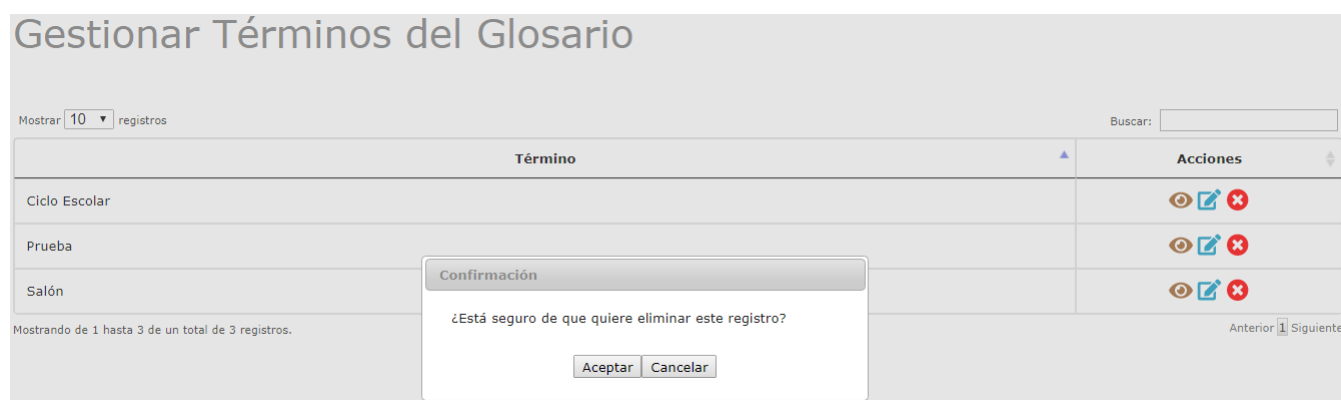 Gestionar Términos del Glosario
Mostrar 10 registros Buscar:
Término Acciones
Ciclo Escolar
Prueba
Salón
Mostrando de 1 hasta 3 de un total de 3 registros. Anterior 1 Siguiente
Confirmación
¿Está seguro de que quiere eliminar este registro?
Aceptar Cancelar